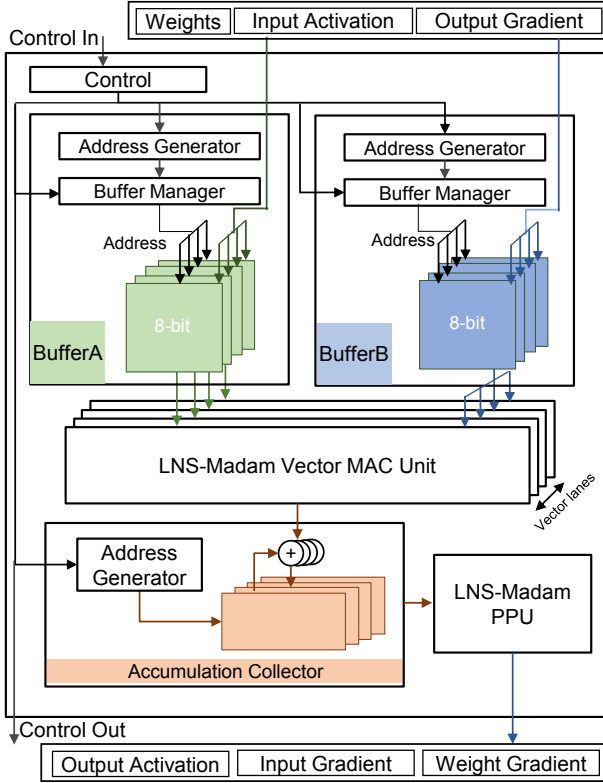 Weights
Input Activation
Output Gradient
Control In
Control
Address Generator
Buffer Manager
Address
8-bit
BufferA
Address Generator
Buffer Manager
Address
8-bit
BufferB
LNS-Madam Vector MAC Unit
Vector lanes
Address
Generator
+
Accumulation Collector
LNS-Madam
PPU
Control Out
Output Activation
Input Gradient
Weight Gradient